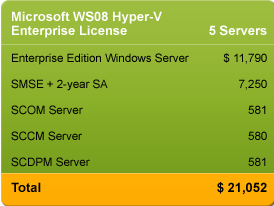 Microsoft WS08 Hyper-V
Enterprise License 5 Servers
Enterprise Edition Windows Server $ 11,790
SMSE + 2-year SA 7,250
SCOM Server 581
SCCM Server 580
SCDPM Server 581
Total $ 21,052